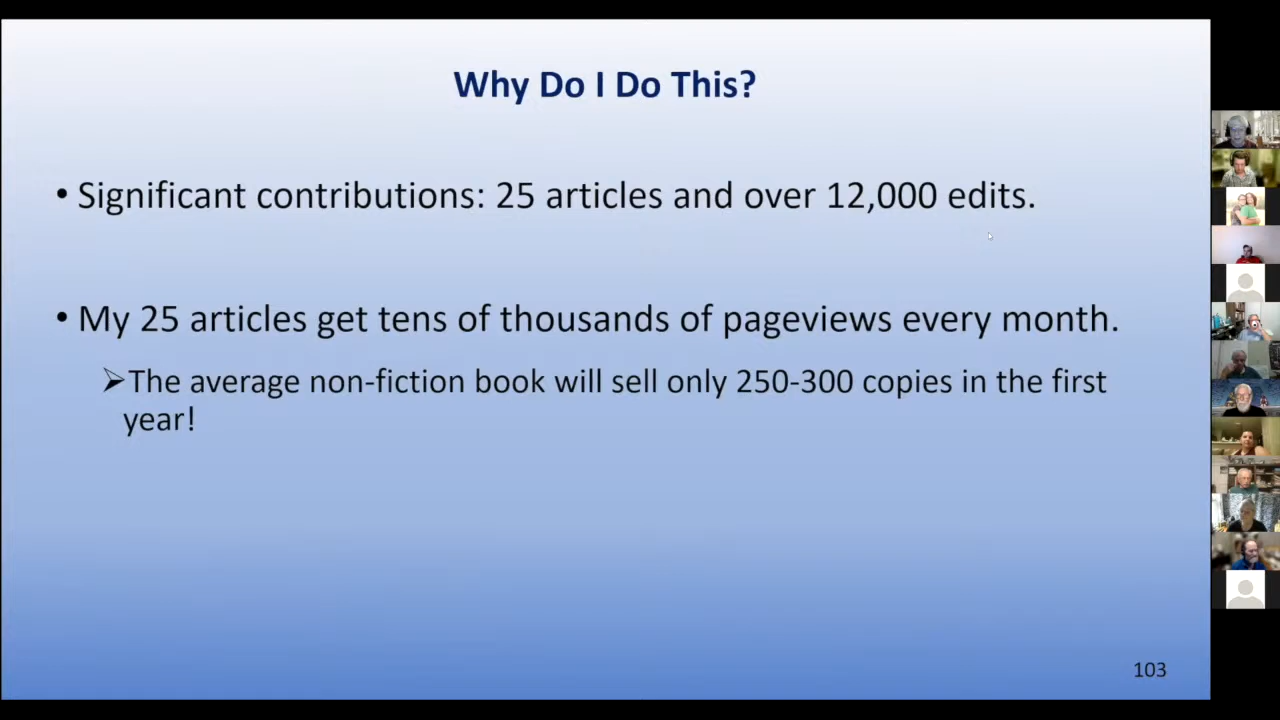 Why Do I Do This?
• Significant contributions: 25 articles and over 12,000 edits.
• My 25 articles get tens of thousands of pageviews every month.
➢The average non-fiction book will sell only 250-300 copies in the first
year!
103